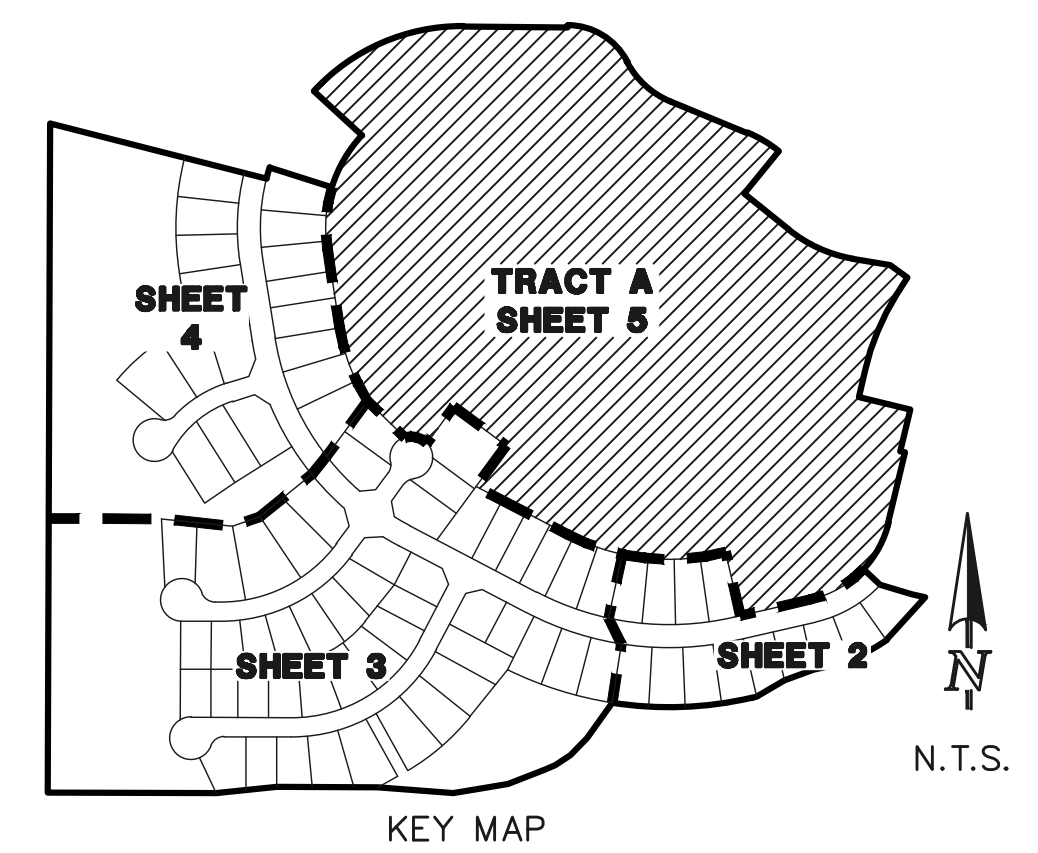 TRACT A
SHEET 5
SHEET
4
SHEET 3
SHEET 2
N
N.T.S.
KEY MAP